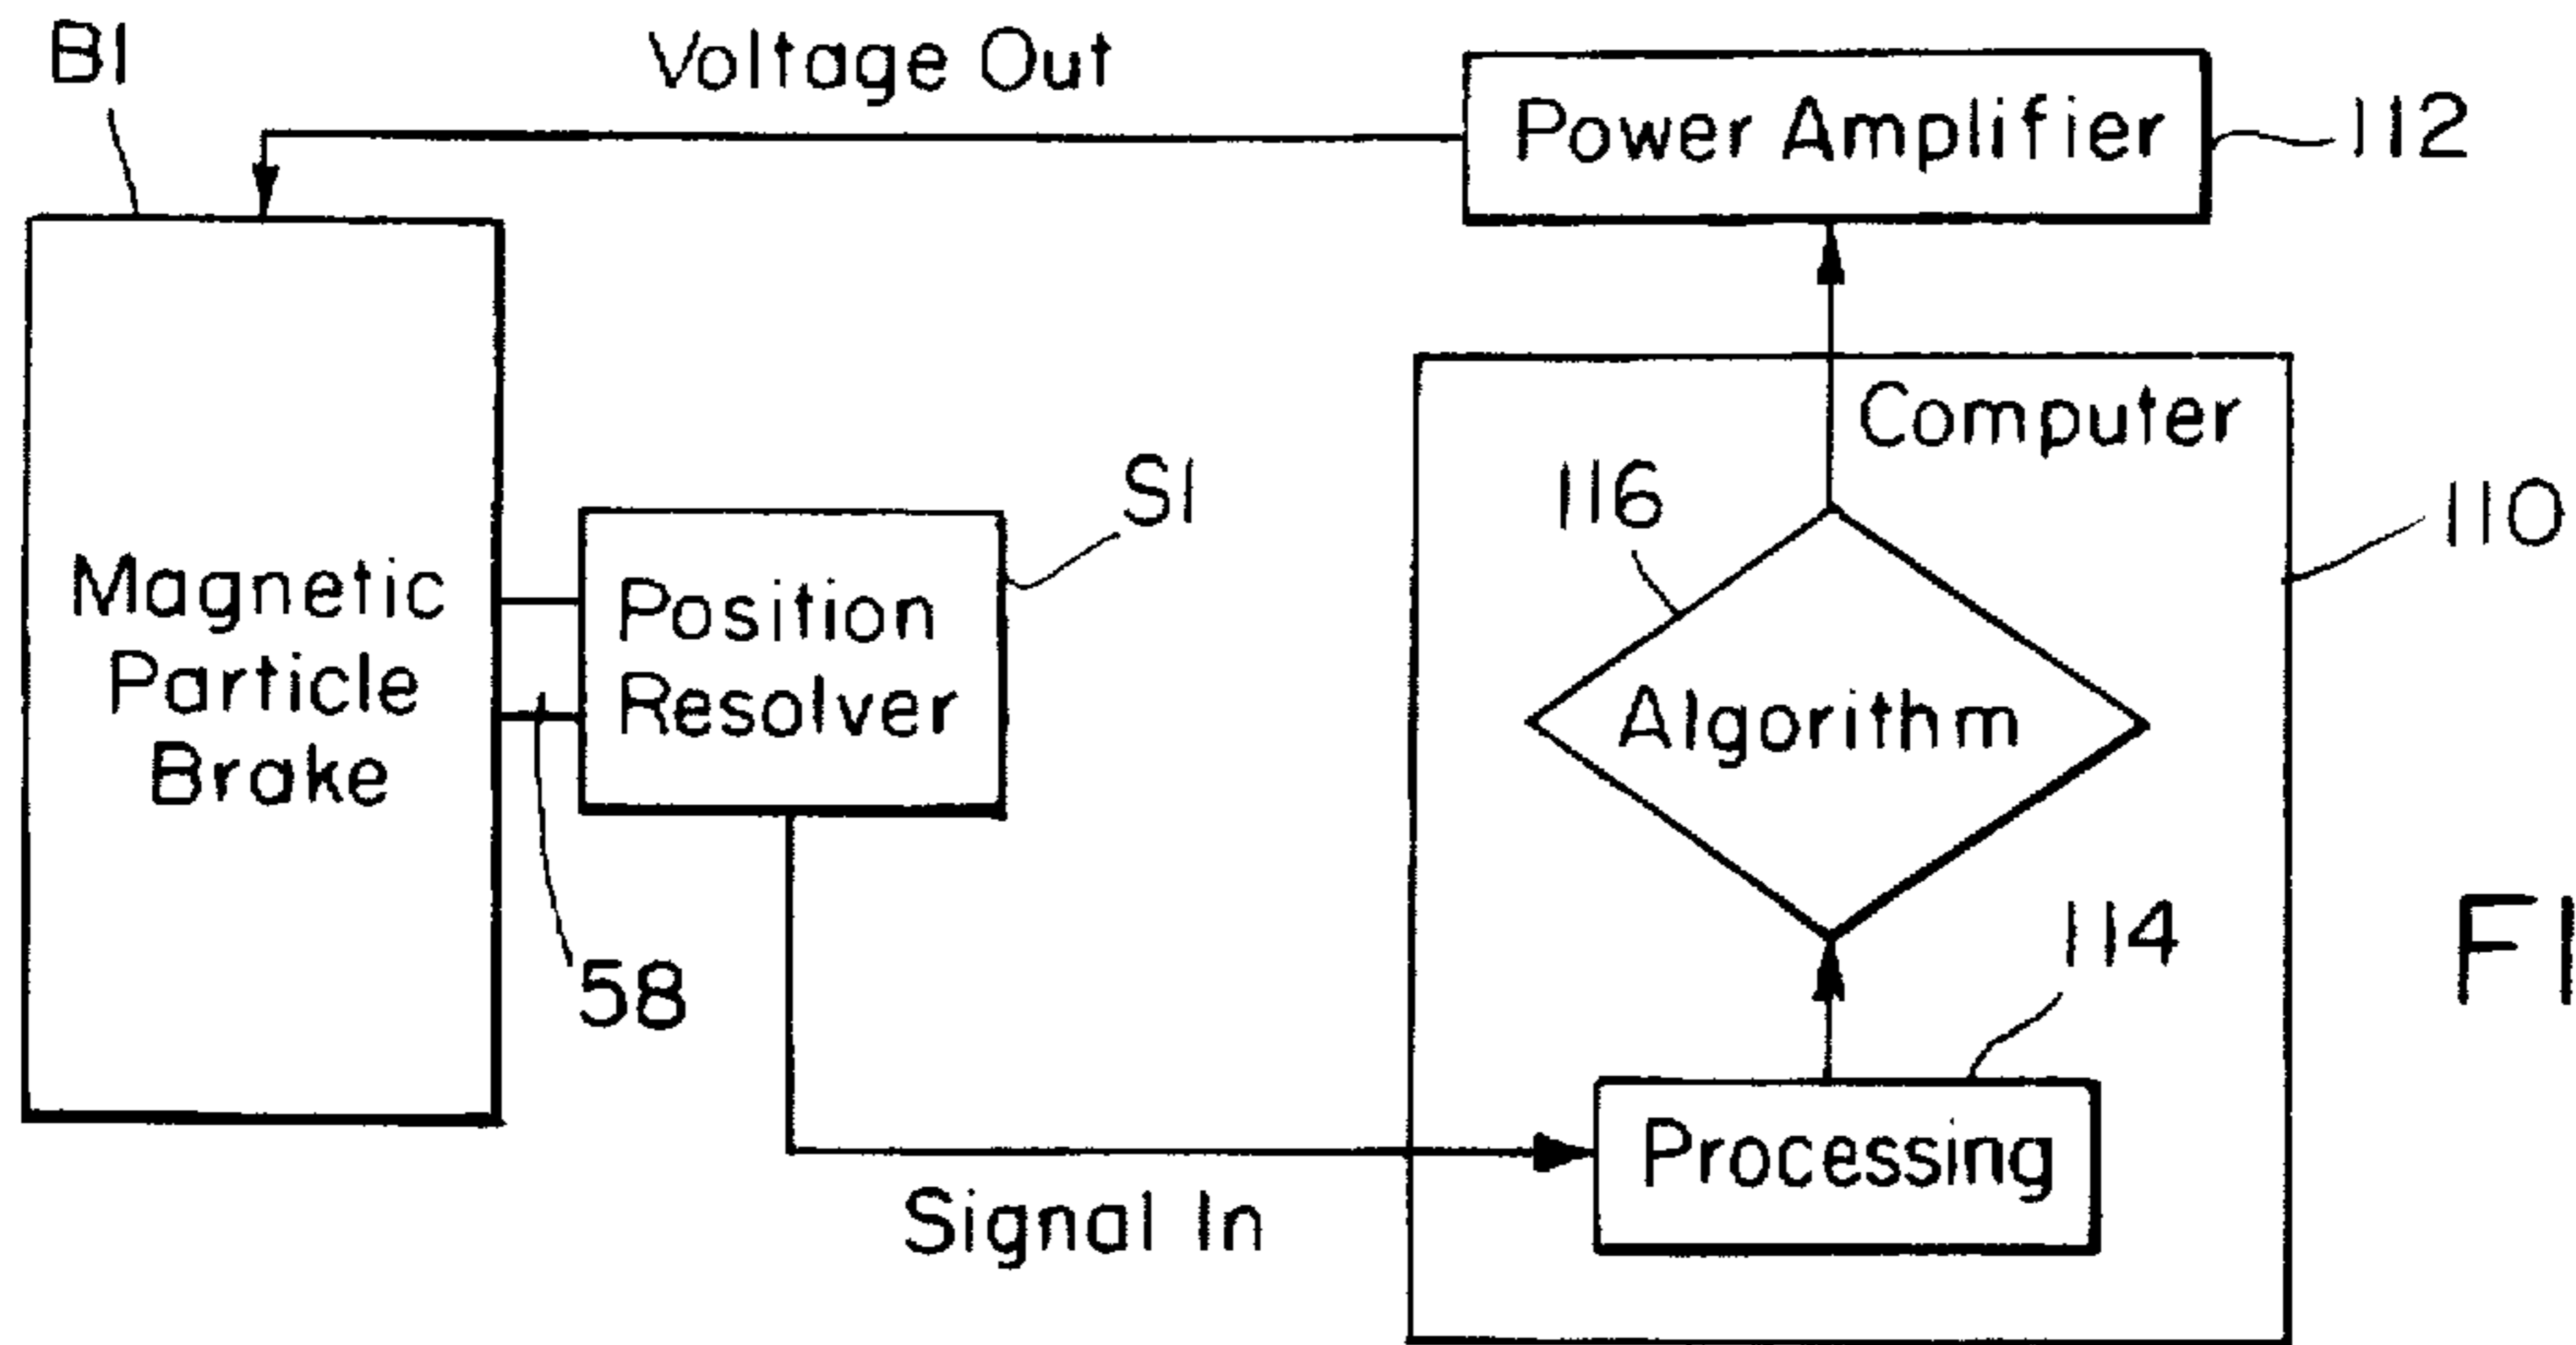 B1
Voltage Out
Power Amplifier
112
Computer
116
110
S1
Position
Resolver
Magnetic
Particle
Brake
Algorithm
58
114
FI
Processing
Signal In